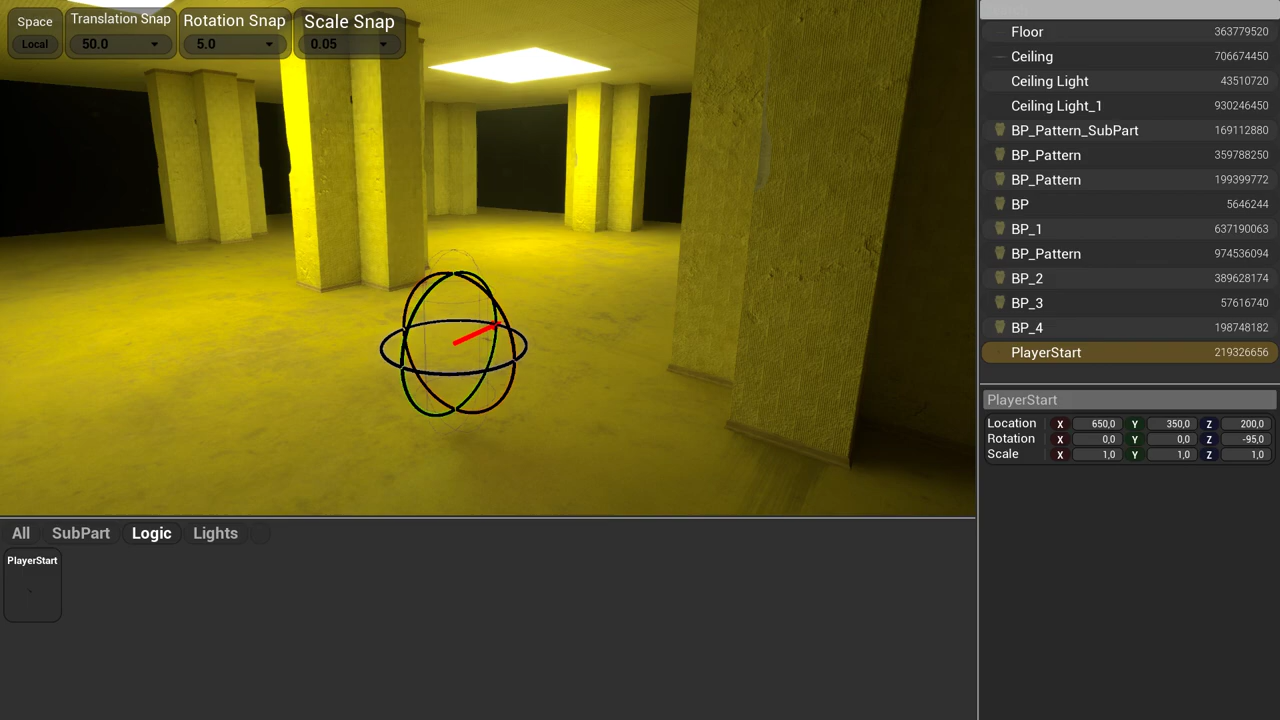 Space
Local
Translation Snap
50.0
Rotation Snap
5.0
Scale Snap
0.05
Floor 363779520
Ceiling 706674450
Ceiling Light 43510720
Ceiling Light_1 930246450
BP_Pattern_SubPart 169112880
BP_Pattern 359788250
BP_Pattern 199399772
BP 5646244
BP_1 637190063
BP_Pattern 974536094
BP_2 389628174
BP_3 57616740
BP_4 198748182
PlayerStart 219326656
PlayerStart
Location X 650,0 Y 350,0 Z 200,0
Rotation X 0,0 Y 0,0 Z -95,0
Scale X 1,0 Y 1,0 Z 1,0
All SubPart Logic Lights
PlayerStart